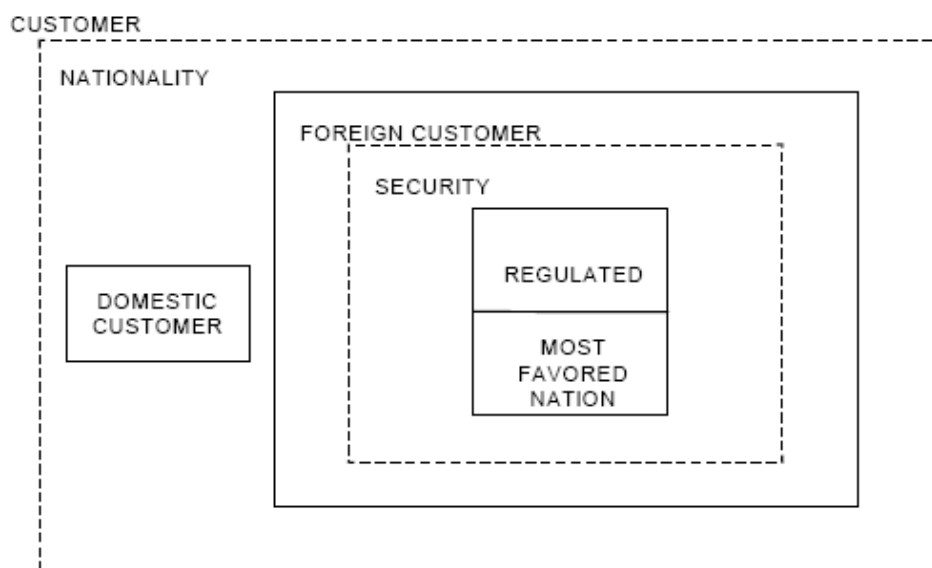 CUSTOMER
NATIONALITY
FOREIGN CUSTOMER
SECURITY
REGULATED
DOMESTIC
CUSTOMER
MOST
FAVORED
NATION